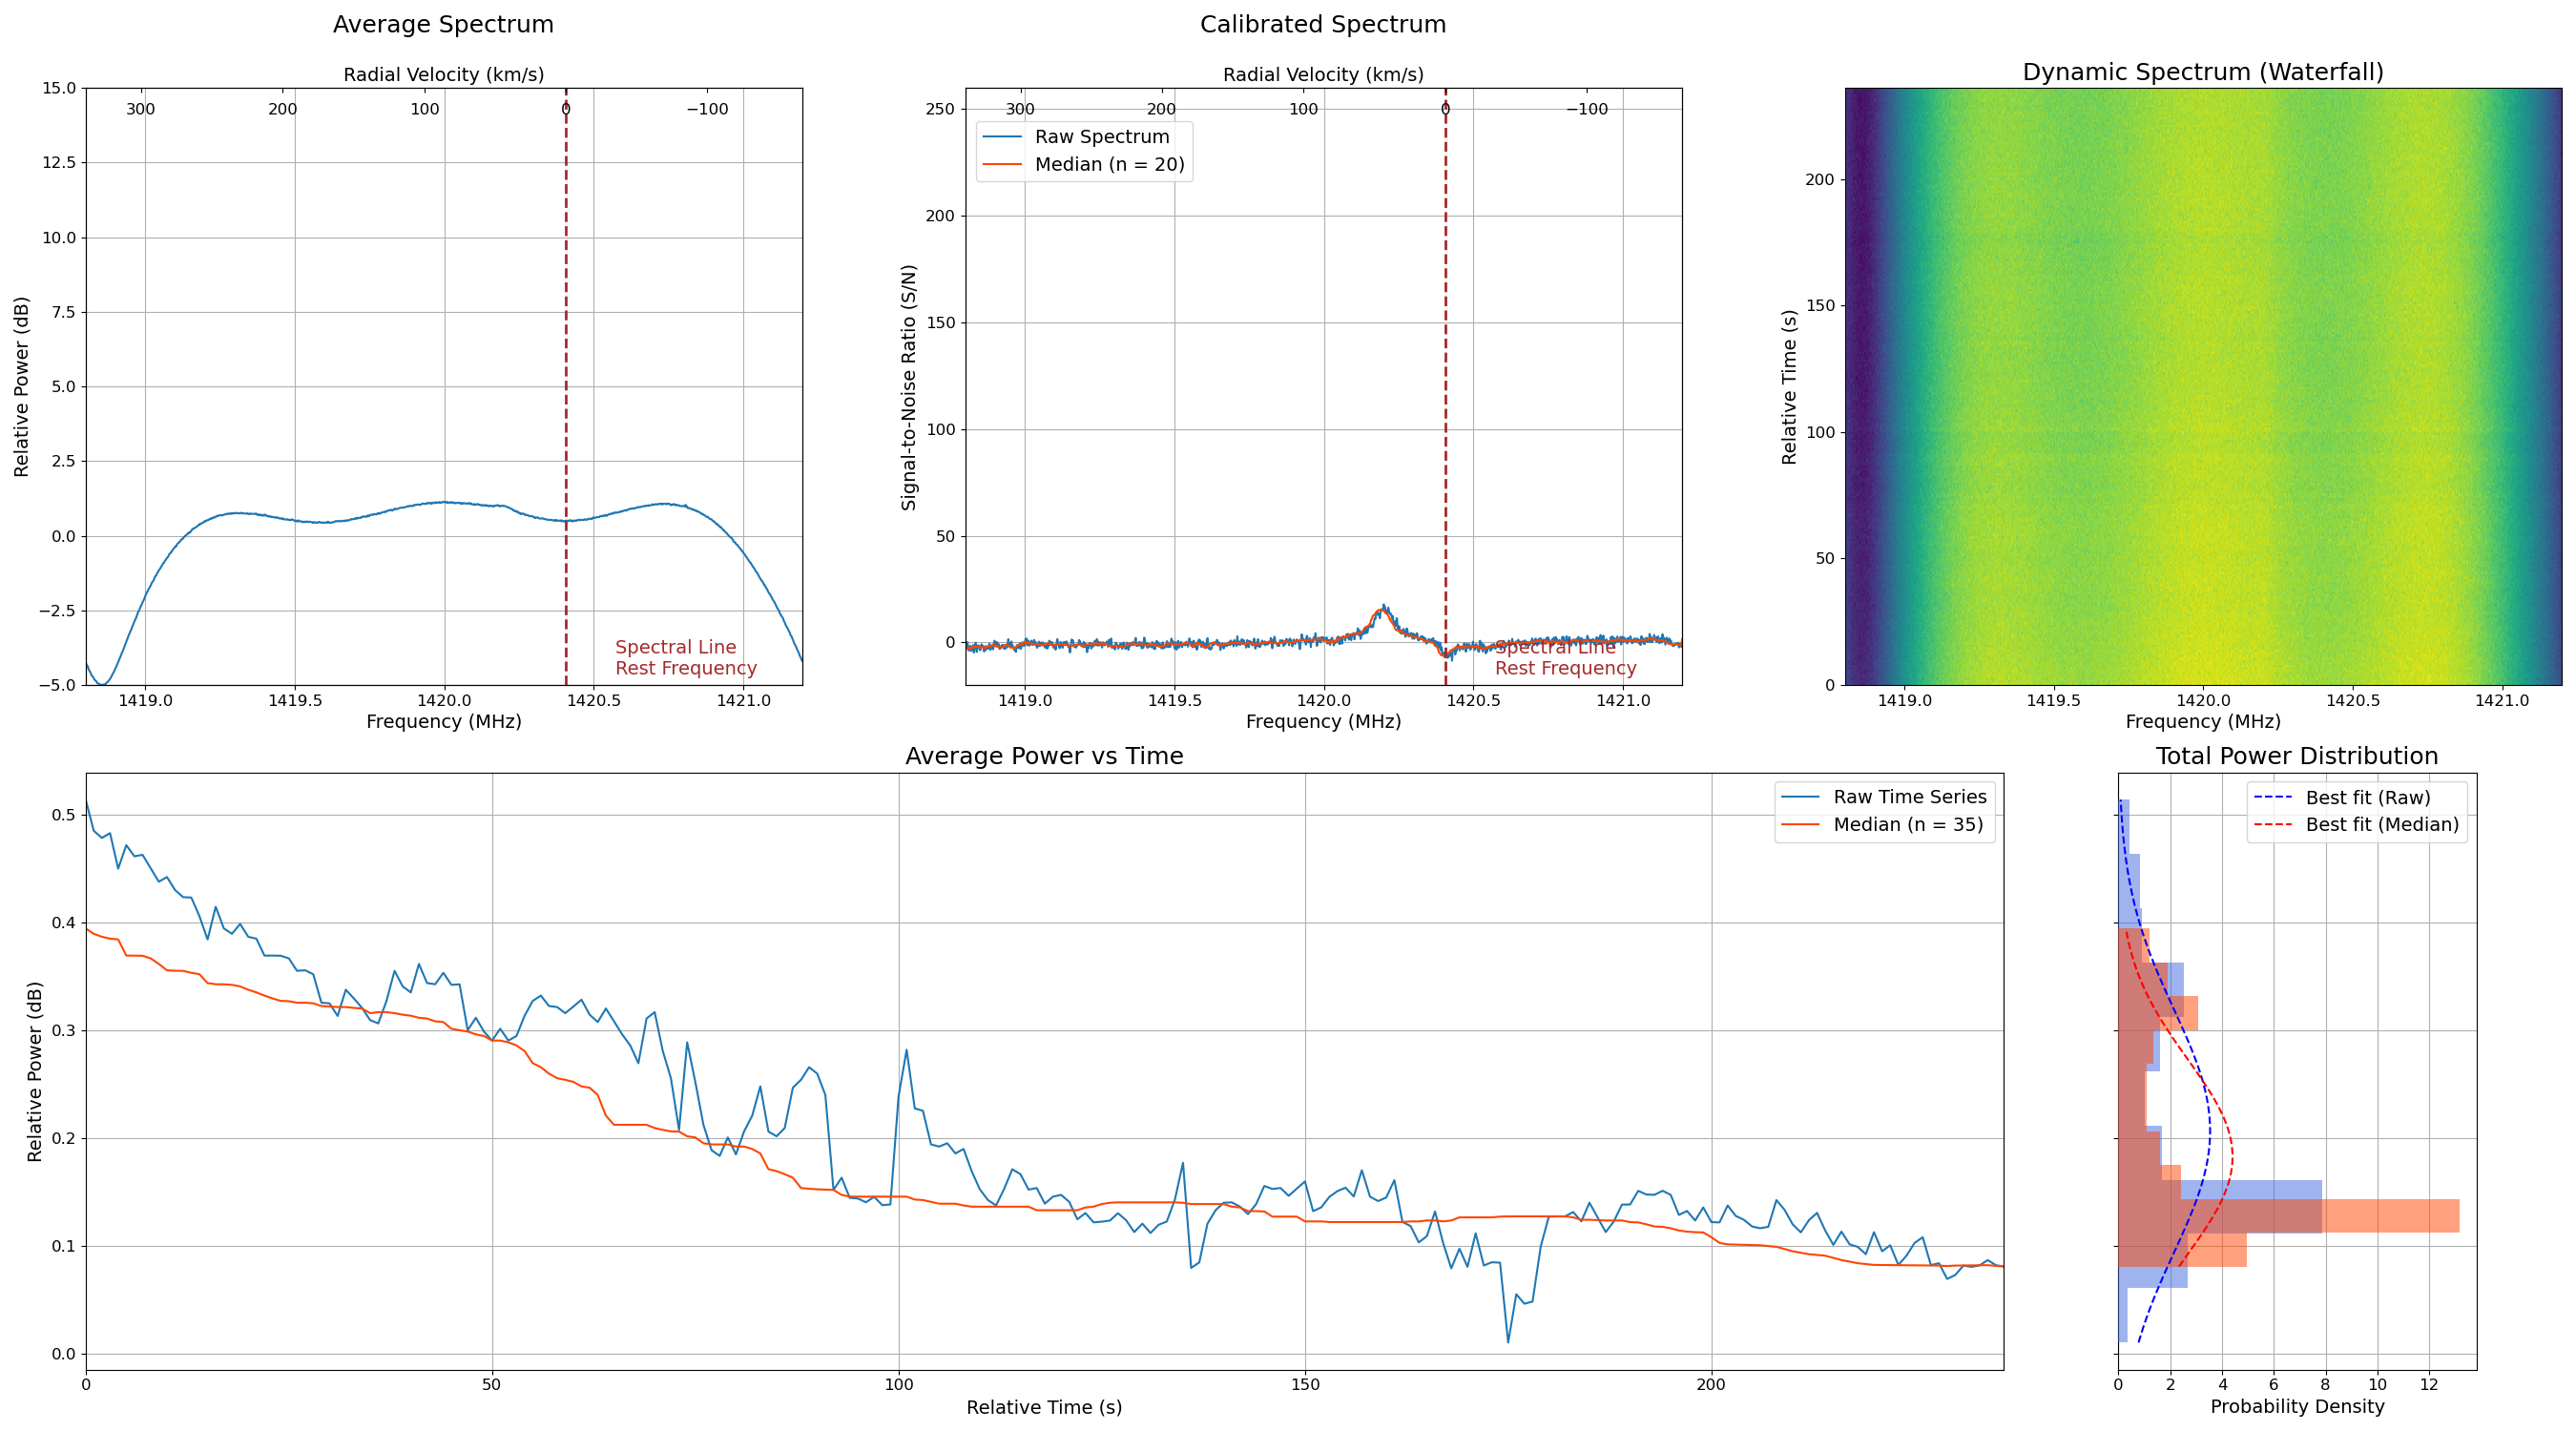 Average Spectrum
Radial Velocity (km/s)
300 200 100 0 −100
15.0
12.5
10.0
7.5
5.0
2.5
0.0
−2.5
−5.0
Relative Power (dB)
Spectral Line
Rest Frequency
1419.0 1419.5 1420.0 1420.5 1421.0
Frequency (MHz)
Calibrated Spectrum
Radial Velocity (km/s)
300 200 100 0 −100
Raw Spectrum
Median (n = 20)
250
200
150
100
50
0
Signal-to-Noise Ratio (S/N)
Spectral Line
Rest Frequency
1419.0 1419.5 1420.0 1420.5 1421.0
Frequency (MHz)
Dynamic Spectrum (Waterfall)
200
150
100
50
0
Relative Time (s)
1419.0 1419.5 1420.0 1420.5 1421.0
Frequency (MHz)
Average Power vs Time
Raw Time Series
Median (n = 35)
0.5
0.4
0.3
0.2
0.1
0.0
Relative Power (dB)
0 50 100 150 200
Relative Time (s)
Total Power Distribution
Best fit (Raw)
Best fit (Median)
0 2 4 6 8 10 12
Probability Density